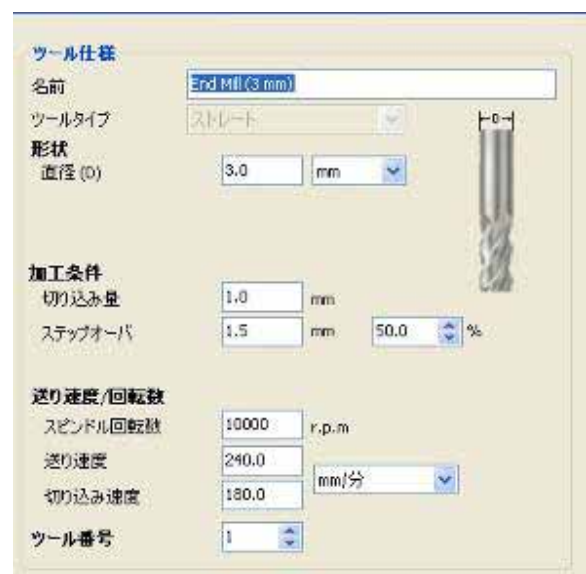 ツール仕様
名前 End Mill (3 mm)
ツールタイプ ストレート
形状
直径 (D) 3.0 mm
D
加工条件
切り込み量 1.0 mm
ステップオーバ 1.5 mm 50.0 %
送り速度/回転数
スピンドル回転数 10000 r.p.m
送り速度 240.0
mm/分
切り込み速度 180.0
ツール番号 1